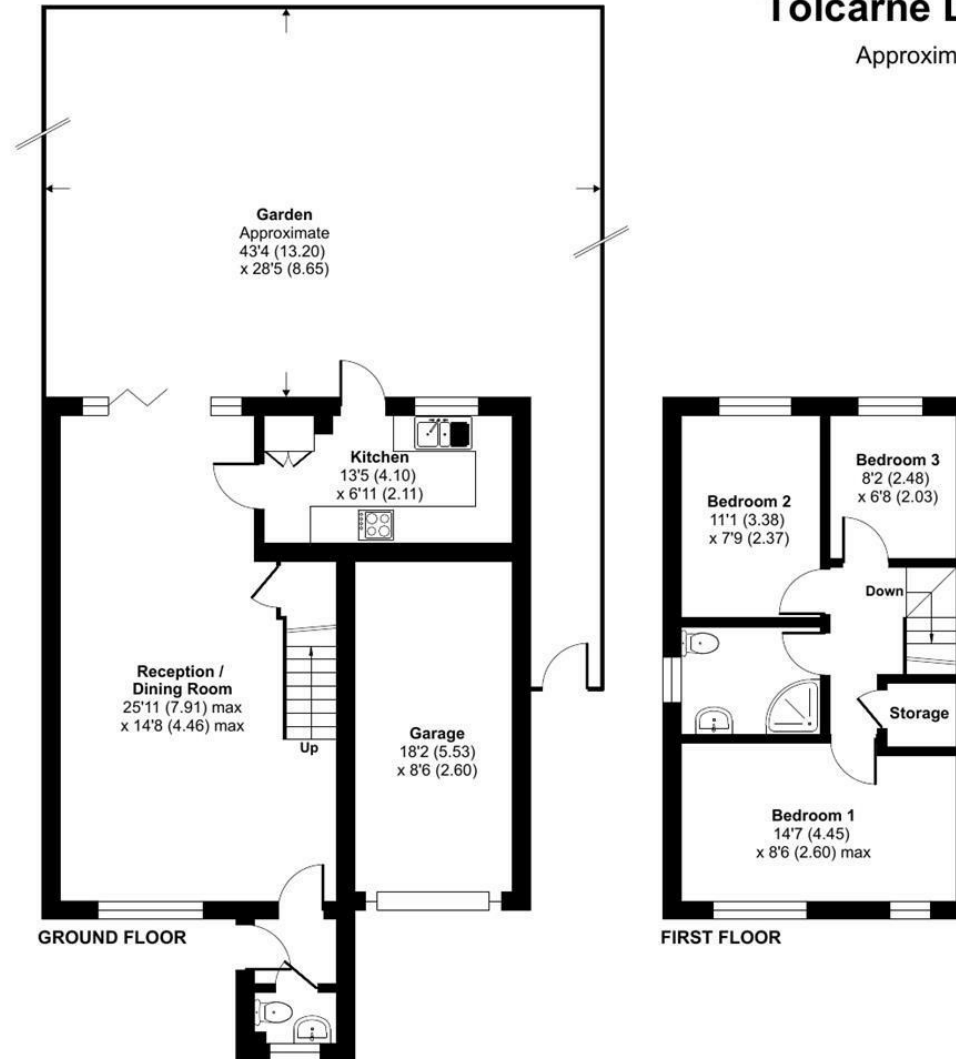 Tolcarne
Approxim
Garden
Approximate
43'4 (13.20)
x 28'5 (8.65)
Kitchen
13'5 (4.10)
x 6'11 (2.11)
Reception /
Dining Room
25'11 (7.91) max
x 14'8 (4.46) max
Up
Garage
18'2 (5.53)
x 8'6 (2.60)
GROUND FLOOR
Bedroom 3
8'2 (2.48)
x 6'8 (2.03)
Bedroom 2
11'1 (3.38)
x 7'9 (2.37)
Down
Storage
Bedroom 1
14'7 (4.45)
x 8'6 (2.60) max
FIRST FLOOR